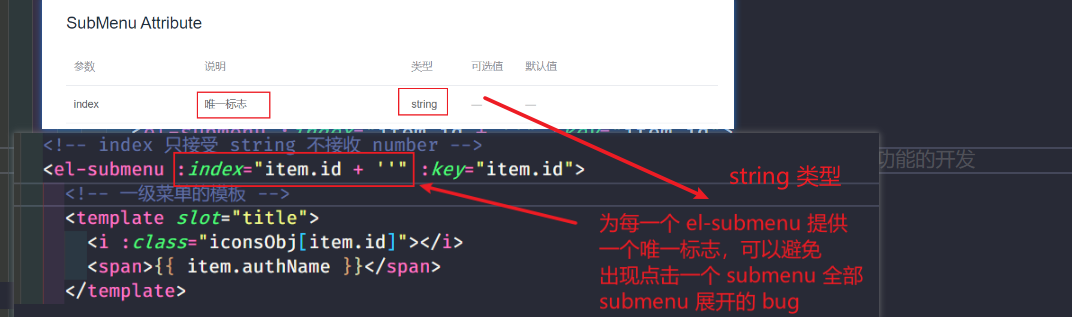 SubMenu Attribute
参数 说明 类型 可选值 默认值
index 唯一标志 string — —
<!-- index 只接受 string 不接收 number -->
<el-submenu :index="item.id + ''" :key="item.id">
功能的开发
string 类型
<!-- 一级菜单的模板 -->
<template slot="title">
<i :class="iconsObj[item.id]"></i>
<span>{{ item.authName }}</span>
</template>
为每一个 el-submenu 提供
一个唯一标志，可以避免
出现点击一个 submenu 全部
submenu 展开的 bug